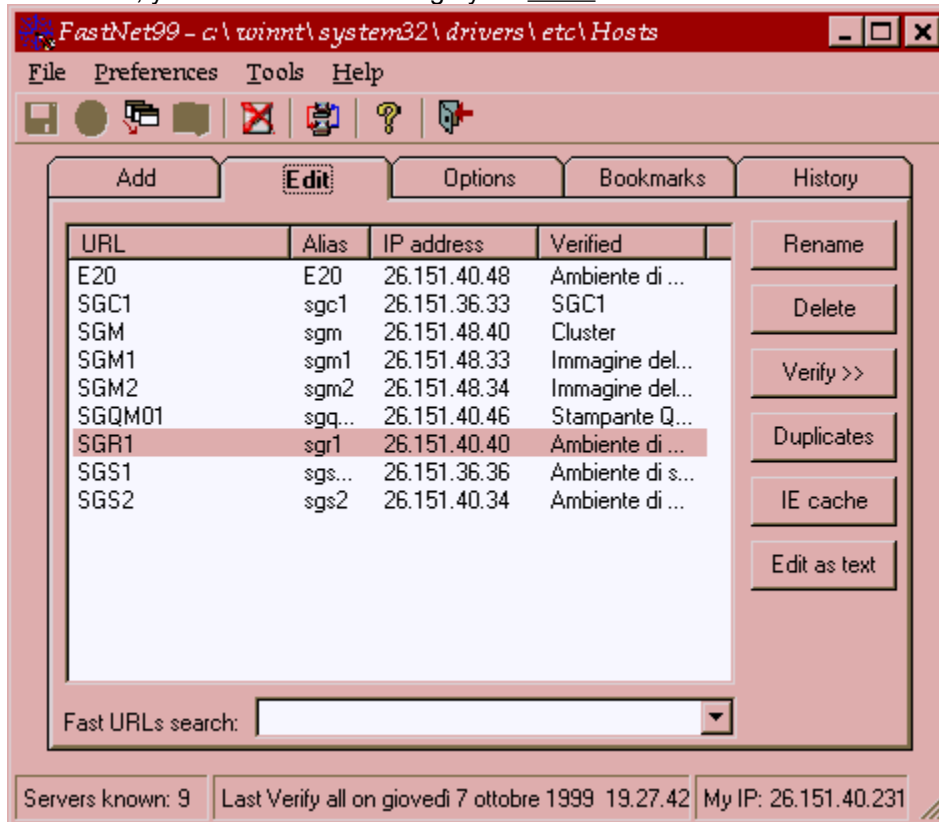 FastNet99 - c:\winnt\system32\drivers\etc\Hosts
File Preferences Tools Help
Add Edit Options Bookmarks History
URL Alias IP address Verified
E20 E20 26.151.40.48 Ambiente di ...
SGC1 sgc1 26.151.36.33 SGC1
SGM sgm 26.151.48.40 Cluster
SGM1 sgm1 26.151.48.33 Immagine del...
SGM2 sgm2 26.151.48.34 Immagine del...
SGQM01 sgq... 26.151.40.46 Stampante Q...
SGR1 sgr1 26.151.40.40 Ambiente di ...
SGS1 sgs... 26.151.36.36 Ambiente di s...
SGS2 sgs2 26.151.40.34 Ambiente di ...
Rename
Delete
Verify >>
Duplicates
IE cache
Edit as text
Fast URLs search:
Servers known: 9 Last Verify all on giovedì 7 ottobre 1999 19.27.42 My IP: 26.151.40.231